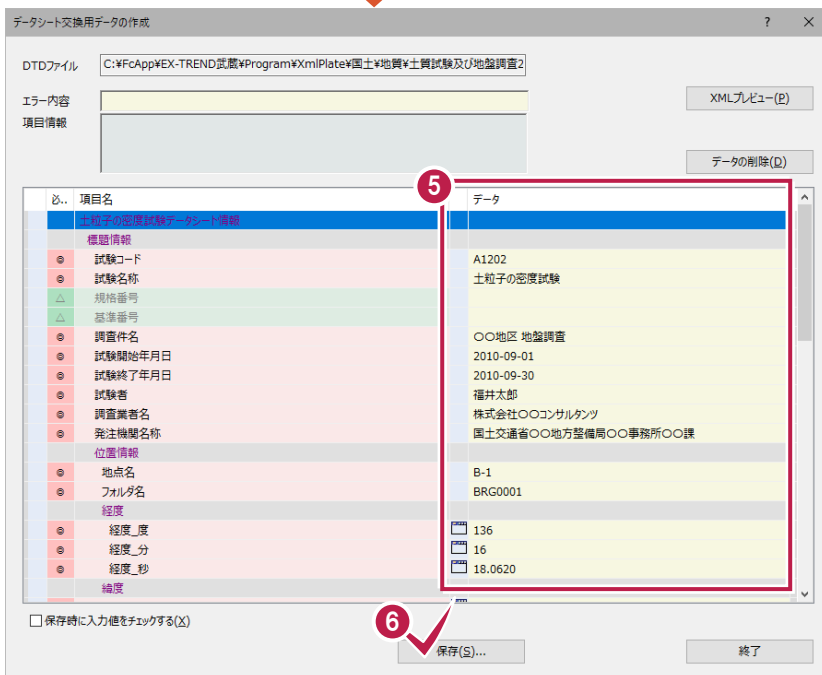 データシート交換用データの作成 ? ×
DTDファイル C:¥FcApp¥EX-TREND武蔵¥Program¥XmlPlate¥国土¥地質¥土質試験及び地盤調査2
エラー内容 XMLプレビュー(P)
項目情報
データの削除(D)
5
必.. 項目名 データ
土粒子の密度試験データシート情報
標題情報
◎ 試験コード A1202
◎ 試験名称 土粒子の密度試験
△ 規格番号
△ 基準番号
◎ 調査件名 〇〇地区 地盤調査
◎ 試験開始年月日 2010-09-01
◎ 試験終了年月日 2010-09-30
◎ 試験者 福井太郎
◎ 調査業者名 株式会社〇〇コンサルタンツ
◎ 発注機関名称 国土交通省〇〇地方整備局〇〇事務所〇〇課
位置情報
◎ 地点名 B-1
◎ フォルダ名 BRG0001
経度
◎ 経度_度 136
◎ 経度_分 16
◎ 経度_秒 18.0620
緯度
保存時に入力値をチェックする(X)
6
保存(S)... 終了